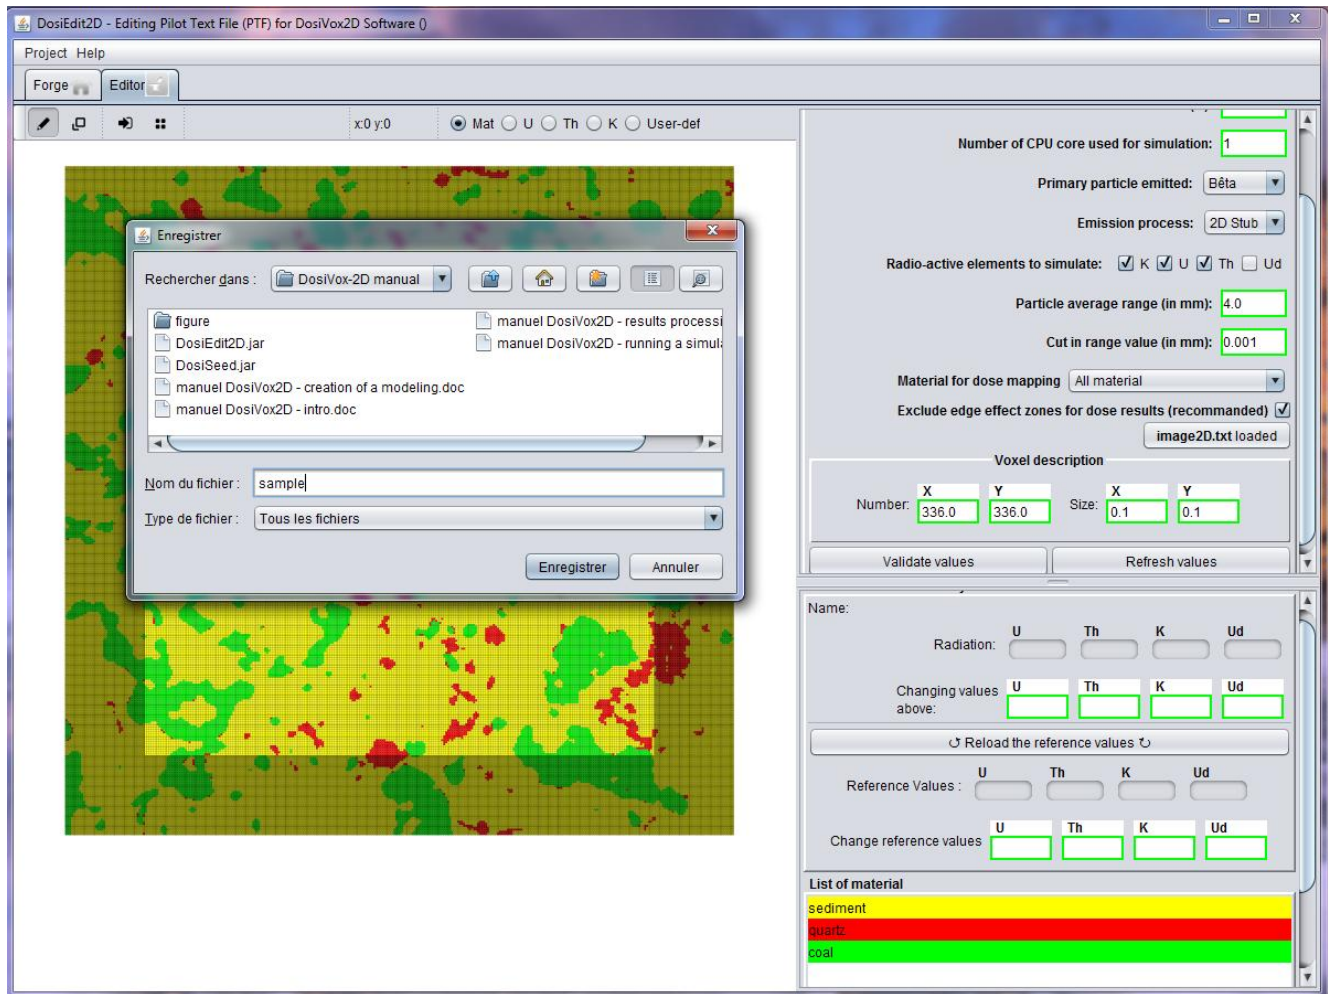 DosiEdit2D - Editing Pilot Text File (PTF) for DosiVox2D Software ()
Project Help
Forge Editor
x:0 y:0 Mat U Th K User-def
Number of CPU core used for simulation: 1
Primary particle emitted: Bêta
Emission process: 2D Stub
Radio-active elements to simulate: K U Th Ud
Particle average range (in mm): 4.0
Cut in range value (in mm): 0.001
Material for dose mapping All material
Exclude edge effect zones for dose results (recommanded)
image2D.txt loaded
Voxel description
X Y X Y
Number: 336.0 336.0 Size: 0.1 0.1
Validate values Refresh values
Enregistrer
Rechercher dans : DosiVox-2D manual
figure
DosiEdit2D.jar
DosiSeed.jar
manuel DosiVox2D - creation of a modeling.doc
manuel DosiVox2D - intro.doc
manuel DosiVox2D - results processi
manuel DosiVox2D - running a simul
Nom du fichier : sample
Type de fichier : Tous les fichiers
Enregistrer Annuler
Name:
U Th K Ud
Radiation:
Changing values above:
U Th K Ud
Reload the reference values
U Th K Ud
Reference Values :
U Th K Ud
Change reference values
List of material
sediment
quartz
coal